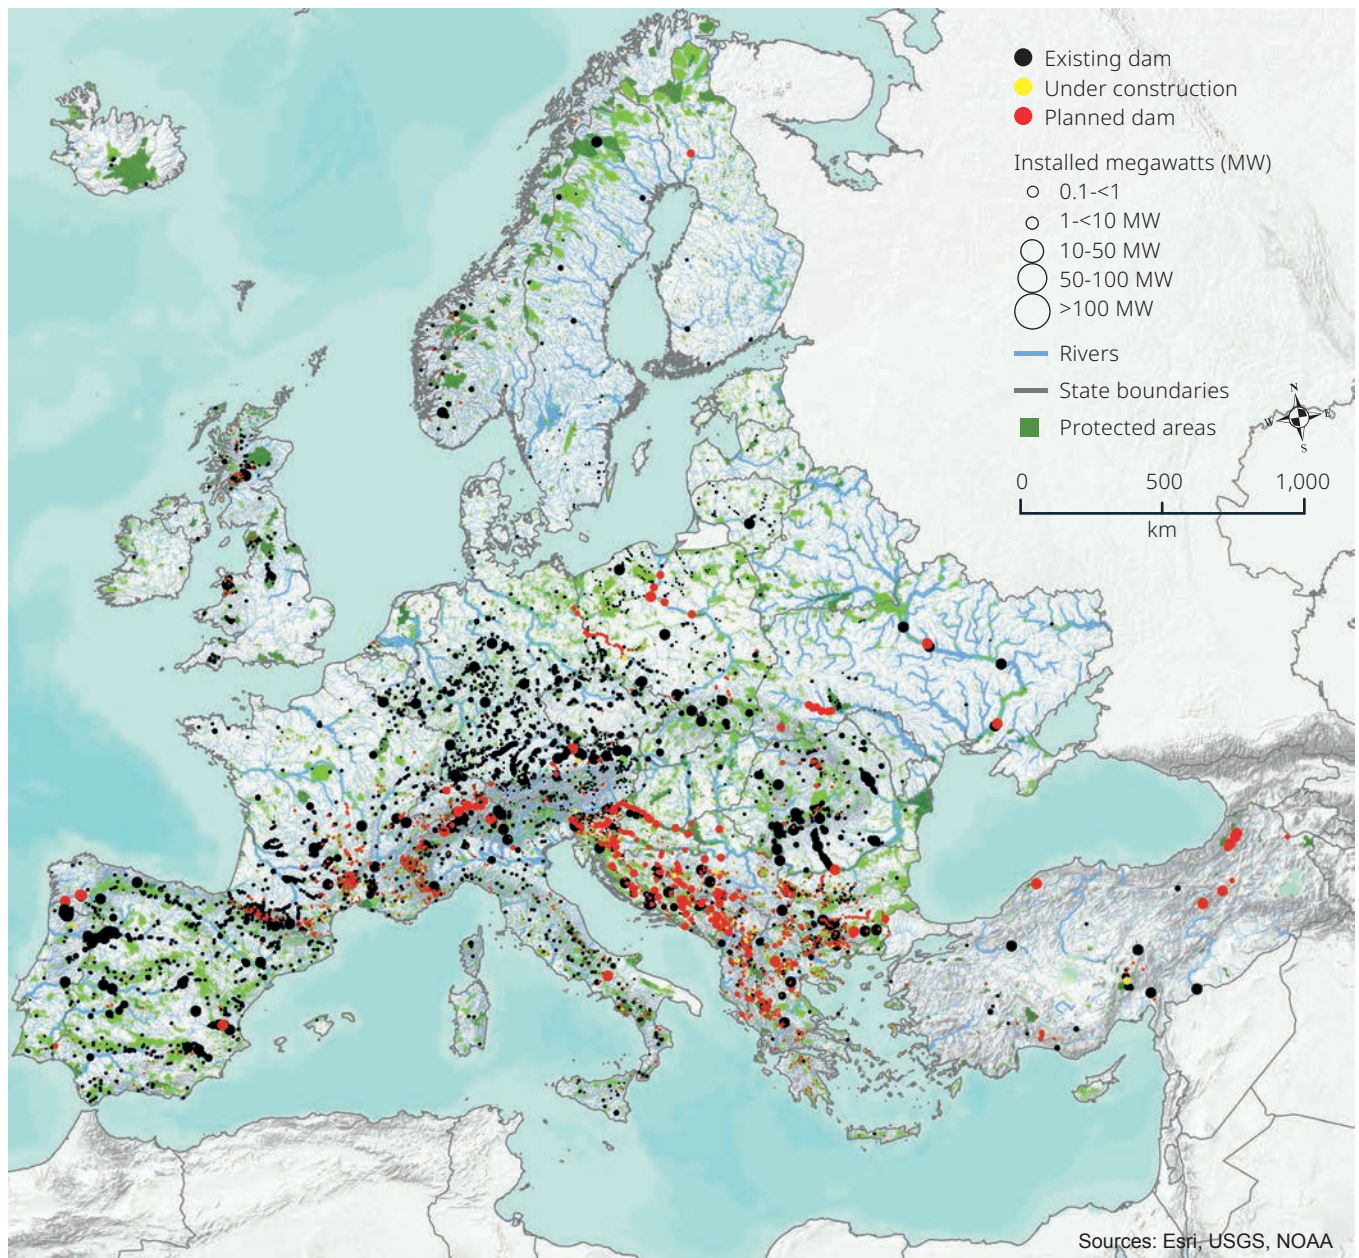 Existing dam
Under construction
Planned dam
Installed megawatts (MW)
0.1-<1
1-<10 MW
10-50 MW
50-100 MW
>100 MW
Rivers
State boundaries
Protected areas
N
W E
S
0 500 1,000
km
Sources: Esri, USGS, NOAA